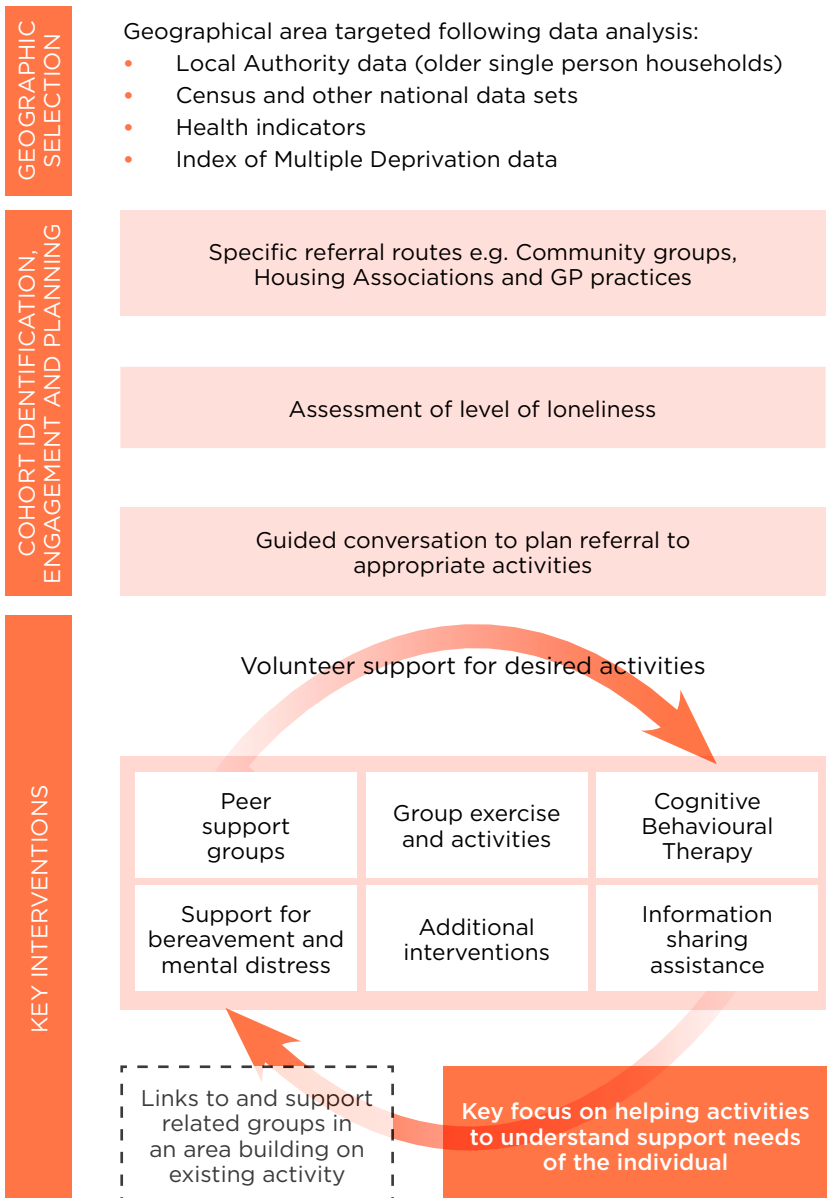 GEOGRAPHIC
SELECTION
Geographical area targeted following data analysis:
• Local Authority data (older single person households)
• Census and other national data sets
• Health indicators
• Index of Multiple Deprivation data
COHORT IDENTIFICATION,
ENGAGEMENT AND PLANNING
Specific referral routes e.g. Community groups,
Housing Associations and GP practices
Assessment of level of loneliness
Guided conversation to plan referral to
appropriate activities
KEY INTERVENTIONS
Volunteer support for desired activities
Peer
support
groups
Group exercise
and activities
Cognitive
Behavioural
Therapy
Support for
bereavement and
mental distress
Additional
interventions
Information
sharing
assistance
Links to and support
related groups in
an area building on
existing activity
Key focus on helping activities
to understand support needs
of the individual